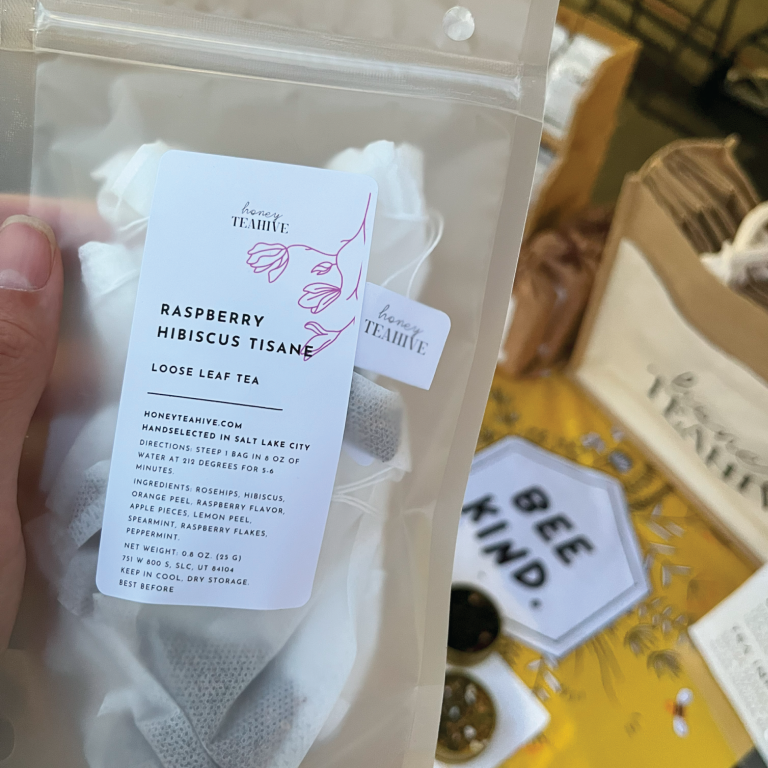 honey
TEAHIVE
RASPBERRY
HIBISCUS TISANE
LOOSE LEAF TEA
HONEYTEAHIVE.COM
HANDSELECTED IN SALT LAKE CITY
DIRECTIONS: STEEP 1 BAG IN 8 OZ OF
WATER AT 212 DEGREES FOR 5-6
MINUTES.
INGREDIENTS: ROSEHIPS, HIBISCUS,
ORANGE PEEL, RASPBERRY FLAVOR,
APPLE PIECES, LEMON PEEL,
SPEARMINT, RASPBERRY FLAKES,
PEPPERMINT.
NET WEIGHT: 0.8 OZ. (25 G)
751 W 800 S, SLC, UT 84104
KEEP IN COOL, DRY STORAGE.
BEST BEFORE
honey
TEAHIVE
BEE
KIND.
honey
TEAHIVE